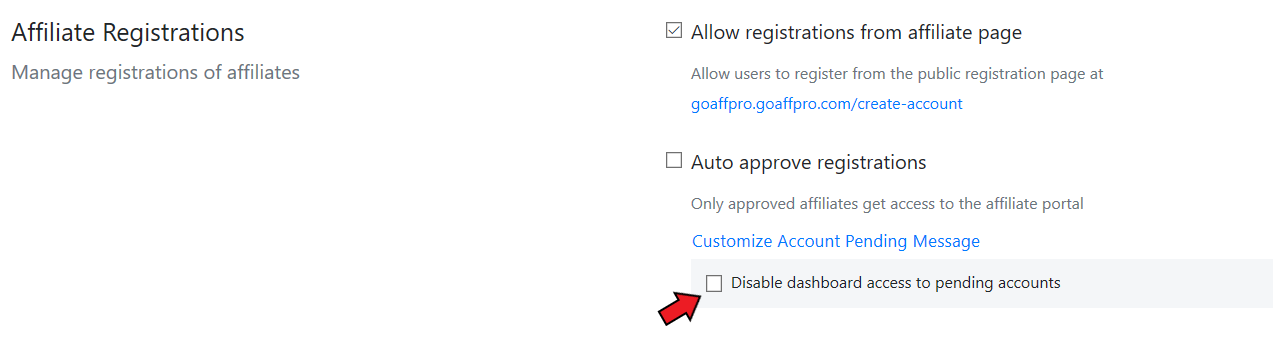 Affiliate Registrations
Manage registrations of affiliates
Allow registrations from affiliate page
Allow users to register from the public registration page at
goaffpro.goaffpro.com/create-account
Auto approve registrations
Only approved affiliates get access to the affiliate portal
Customize Account Pending Message
Disable dashboard access to pending accounts